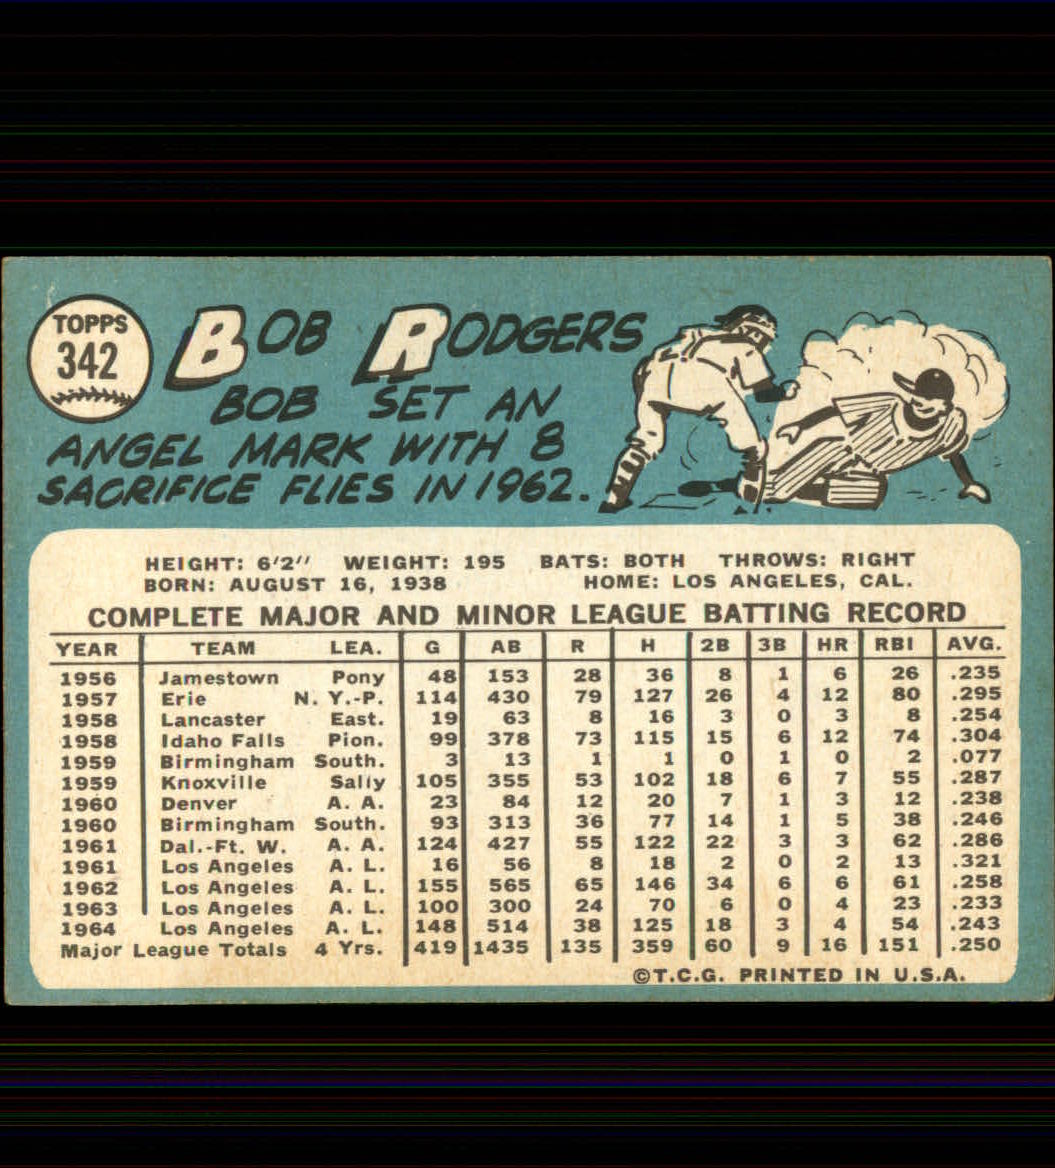 TOPPS
342
BOB RODGERS
BOB SET AN
ANGEL MARK WITH 8
SACRIFICE FLIES IN 1962.
HEIGHT: 6'2" WEIGHT: 195 BATS: BOTH THROWS: RIGHT
BORN: AUGUST 16, 1938 HOME: LOS ANGELES, CAL.
COMPLETE MAJOR AND MINOR LEAGUE BATTING RECORD
YEAR TEAM LEA. G AB R H 2B 3B HR RBI AVG.
1956 Jamestown Pony 48 153 28 36 8 1 6 26 .235
1957 Erie N. Y.-P. 114 430 79 127 26 4 12 80 .295
1958 Lancaster East. 19 63 8 16 3 0 3 8 .254
1958 Idaho Falls Pion. 99 378 73 115 15 6 12 74 .304
1959 Birmingham South. 3 13 1 1 0 1 0 2 .077
1959 Knoxville Sally 105 355 53 102 18 6 7 55 .287
1960 Denver A. A. 23 84 12 20 7 1 3 12 .238
1960 Birmingham South. 93 313 36 77 14 1 5 38 .246
1961 Dal.-Ft. W. A. A. 124 427 55 122 22 3 3 62 .286
1961 Los Angeles A. L. 16 56 8 18 2 0 2 13 .321
1962 Los Angeles A. L. 155 565 65 146 34 6 6 61 .258
1963 Los Angeles A. L. 100 300 24 70 6 0 4 23 .233
1964 Los Angeles A. L. 148 514 38 125 18 3 4 54 .243
Major League Totals 4 Yrs. 419 1435 135 359 60 9 16 151 .250
©T.C.G. PRINTED IN U.S.A.